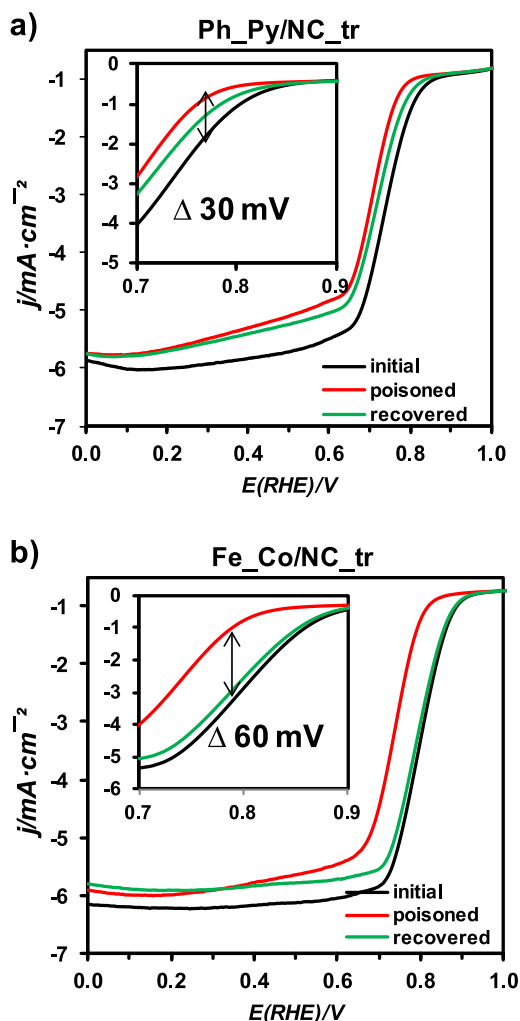 a)
Ph_Py/NC_tr
-1
-2
-3
-4
-5
-6
-7
j/mA·cm⁻²
0.0 0.2 0.4 0.6 0.8 1.0
E(RHE)/V
0
-1
-2
-3
-4
-5
0.7 0.8 0.9
Δ 30 mV
initial
poisoned
recovered
b)
Fe_Co/NC_tr
-1
-2
-3
-4
-5
-6
-7
j/mA·cm⁻²
0.0 0.2 0.4 0.6 0.8 1.0
E(RHE)/V
0
-1
-2
-3
-4
-5
-6
0.7 0.8 0.9
Δ 60 mV
initial
poisoned
recovered